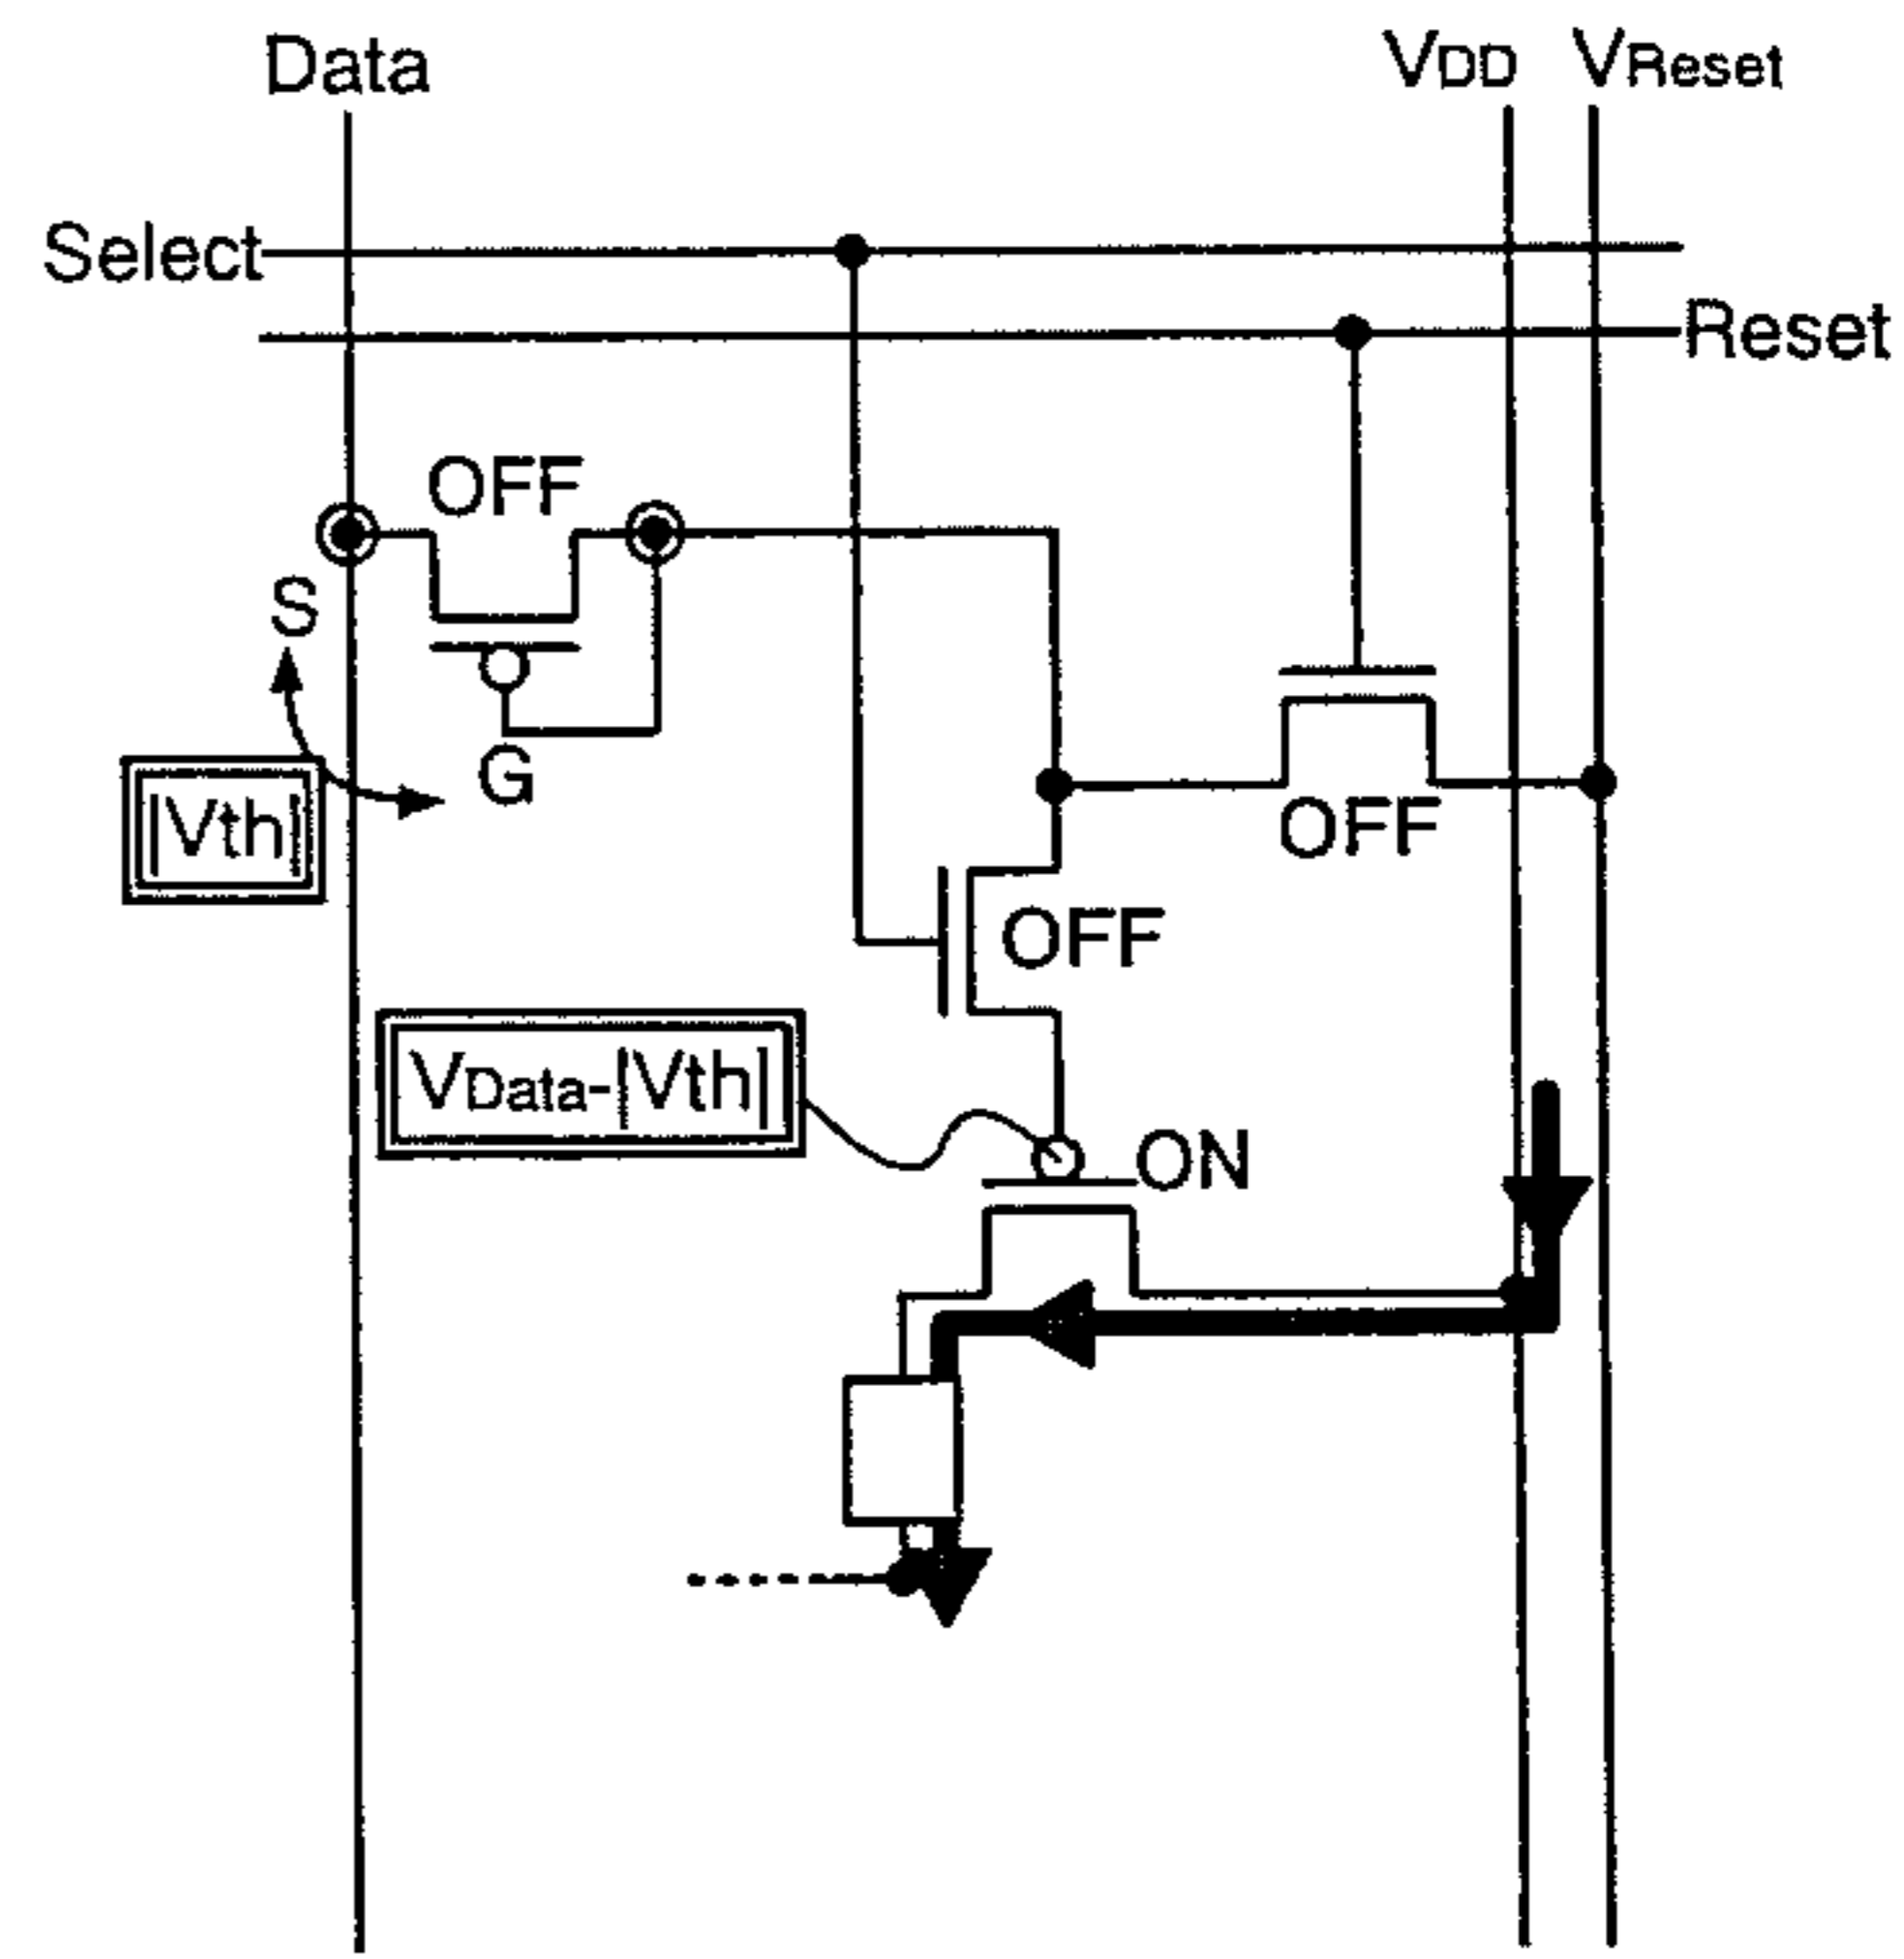 Data
VDD VReset
Select
Reset
OFF
S
G
|Vth|
OFF
OFF
VData-|Vth|
ON